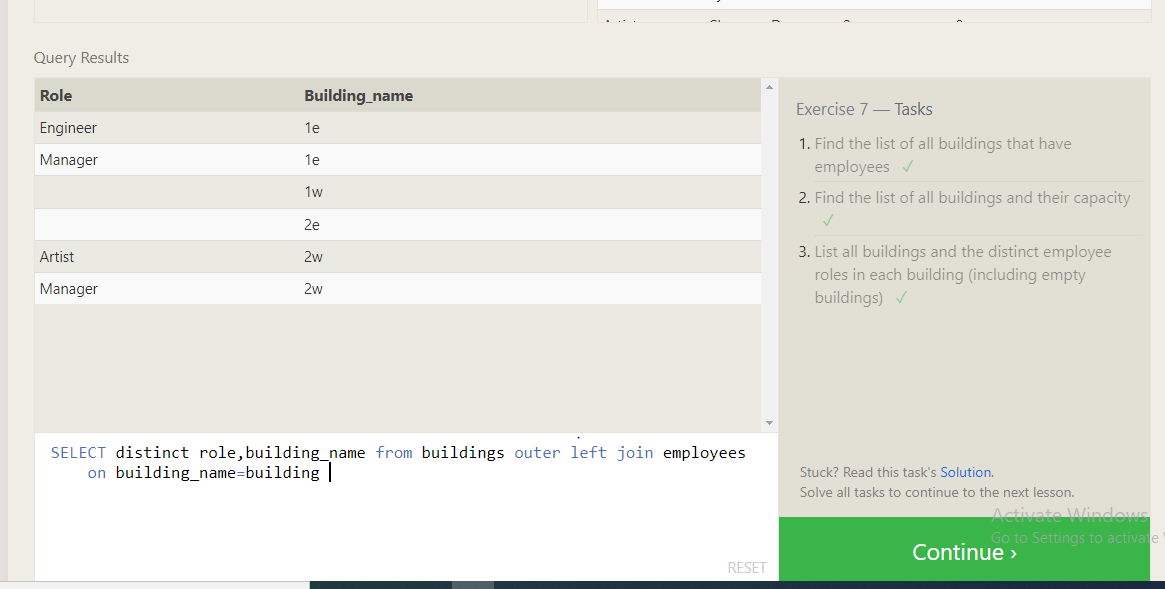 Query Results
Role Building_name
Engineer 1e
Manager 1e
1w
2e
Artist 2w
Manager 2w
SELECT distinct role,building_name from buildings outer left join employees
on building_name=building
RESET
Exercise 7 — Tasks
1. Find the list of all buildings that have
employees ✓
2. Find the list of all buildings and their capacity
✓
3. List all buildings and the distinct employee
roles in each building (including empty
buildings) ✓
Stuck? Read this task's Solution.
Solve all tasks to continue to the next lesson.
Activate Windows
Go to Settings to activate
Continue ›